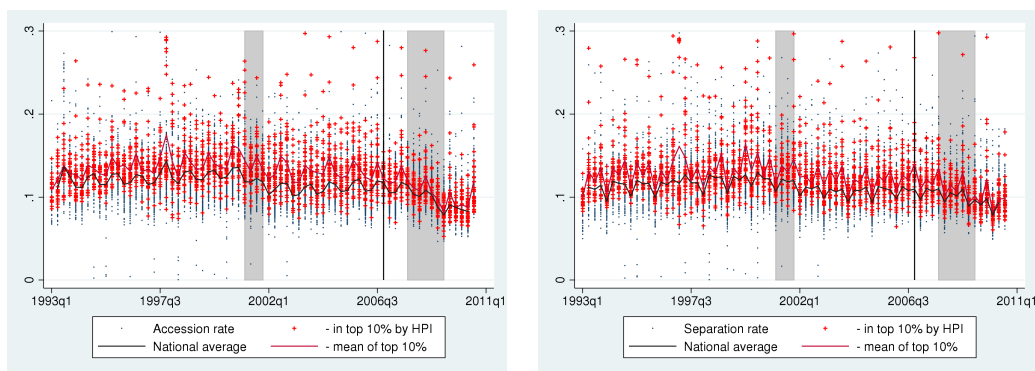 .3
.2
.1
0
1993q1 1997q3 2002q1 2006q3 2011q1
Accession rate - in top 10% by HPI
National average - mean of top 10%
.3
.2
.1
0
1993q1 1997q3 2002q1 2006q3 2011q1
Separation rate - in top 10% by HPI
National average - mean of top 10%